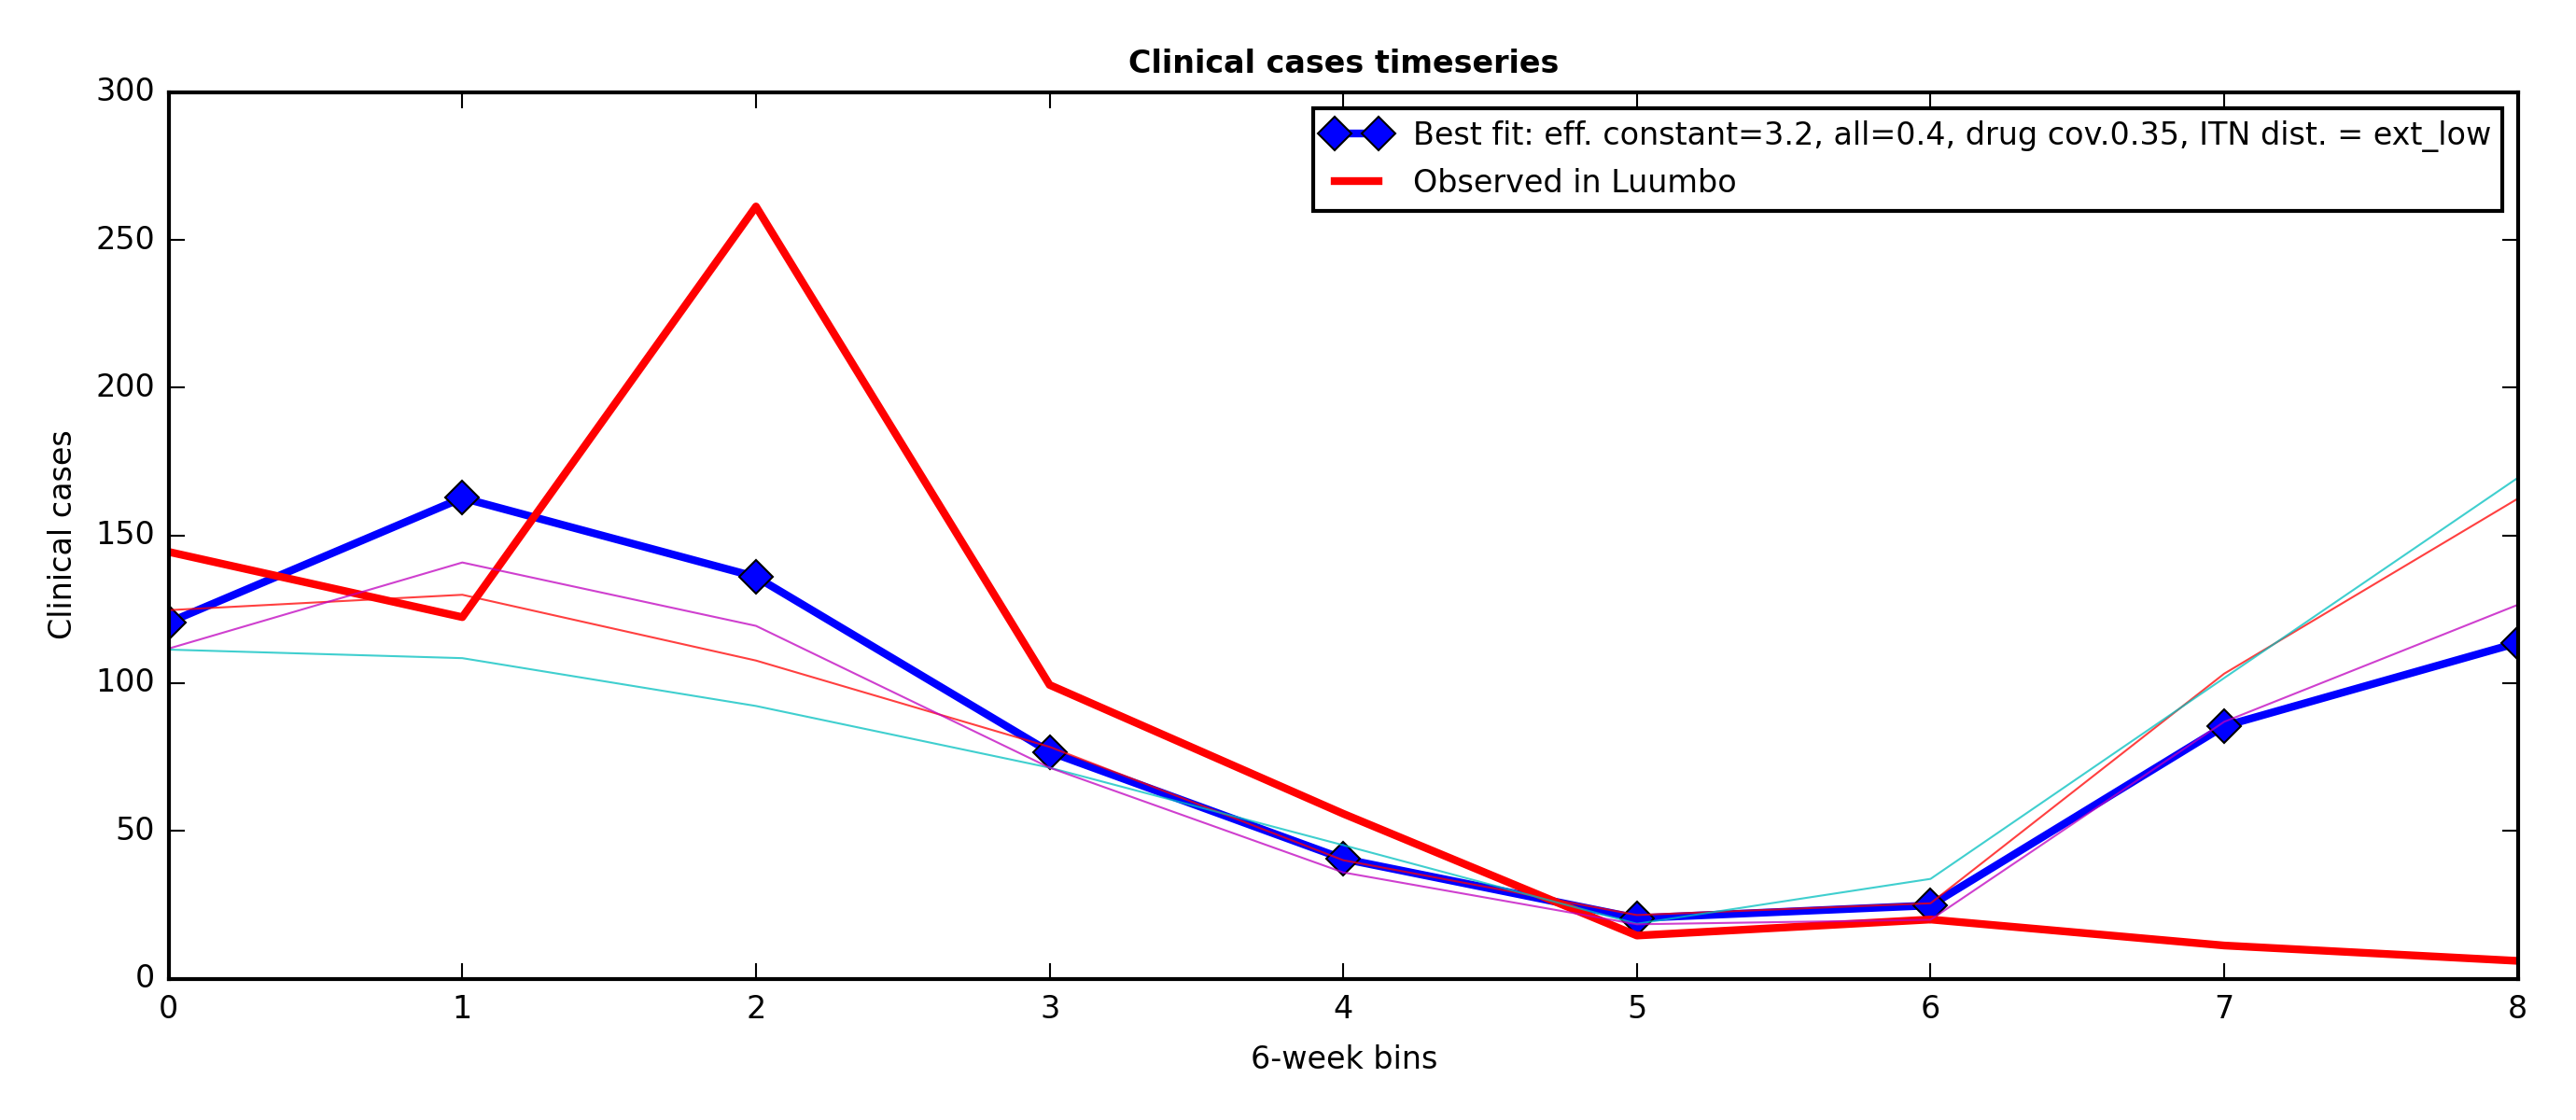 Clinical cases timeseries
300
250
200
150
100
50
0
Clinical cases
Best fit: eff. constant=3.2, all=0.4, drug cov.0.35, ITN dist. = ext_low
Observed in Luumbo
0 1 2 3 4 5 6 7 8
6-week bins